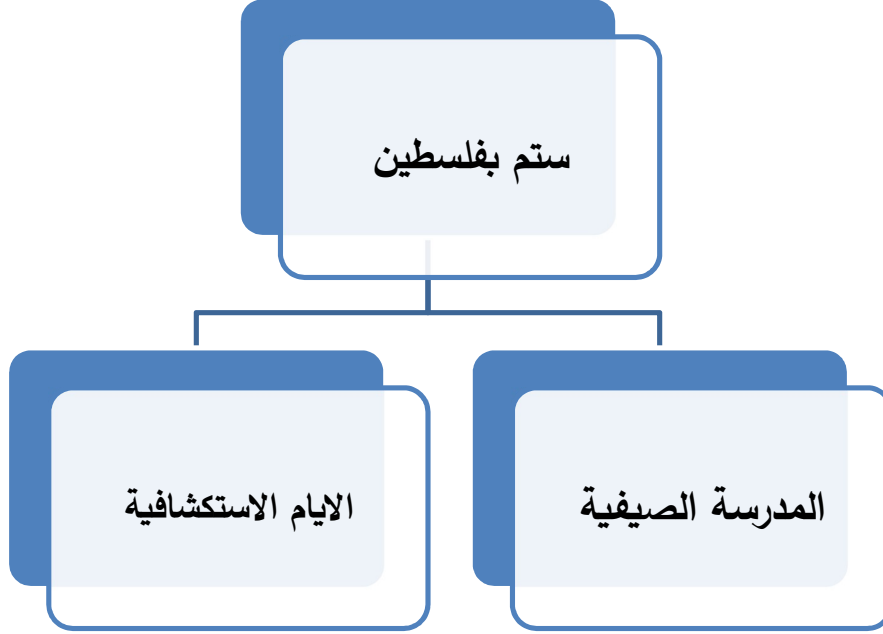 ستم بفلسطين
المدرسة الصيفية
الايام الاستكشافية